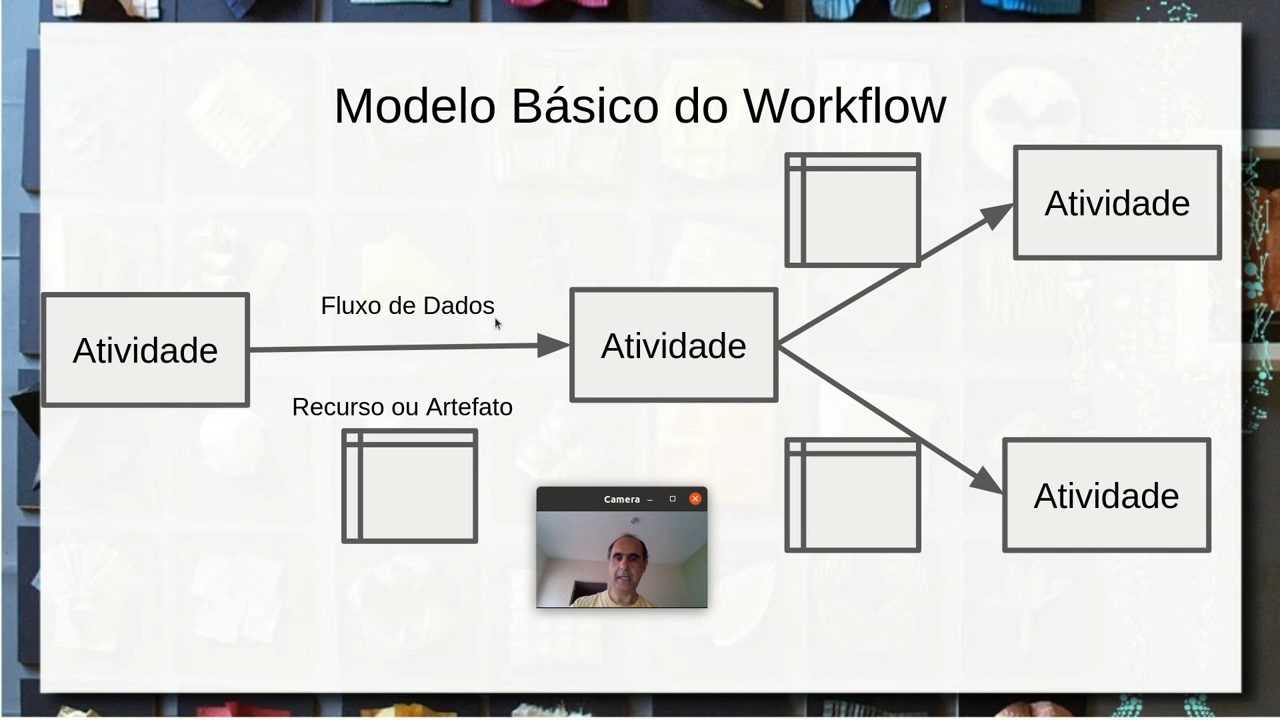 Modelo Básico do Workflow
Atividade
Fluxo de Dados
Atividade
Atividade
Recurso ou Artefato
Atividade
Camera